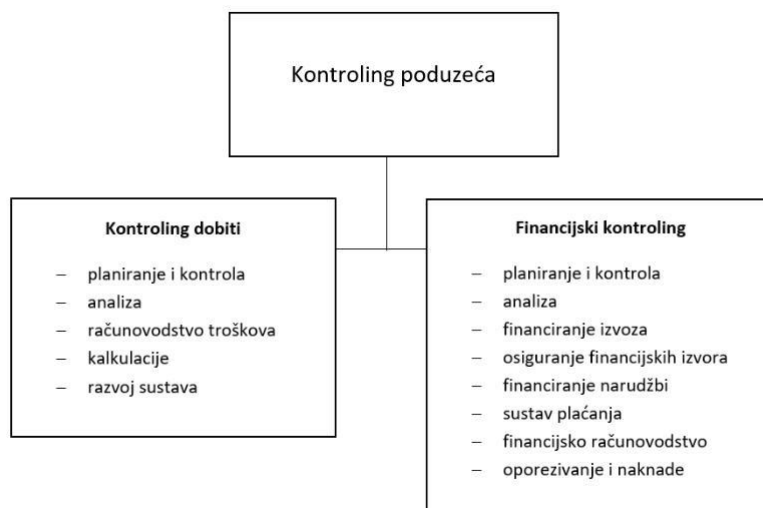 Kontroling poduzeća
Kontroling dobiti
– planiranje i kontrola
– analiza
– računovodstvo troškova
– kalkulacije
– razvoj sustava
Financijski kontroling
– planiranje i kontrola
– analiza
– financiranje izvoza
– osiguranje financijskih izvora
– financiranje narudžbi
– sustav plaćanja
– financijsko računovodstvo
– oporezivanje i naknade